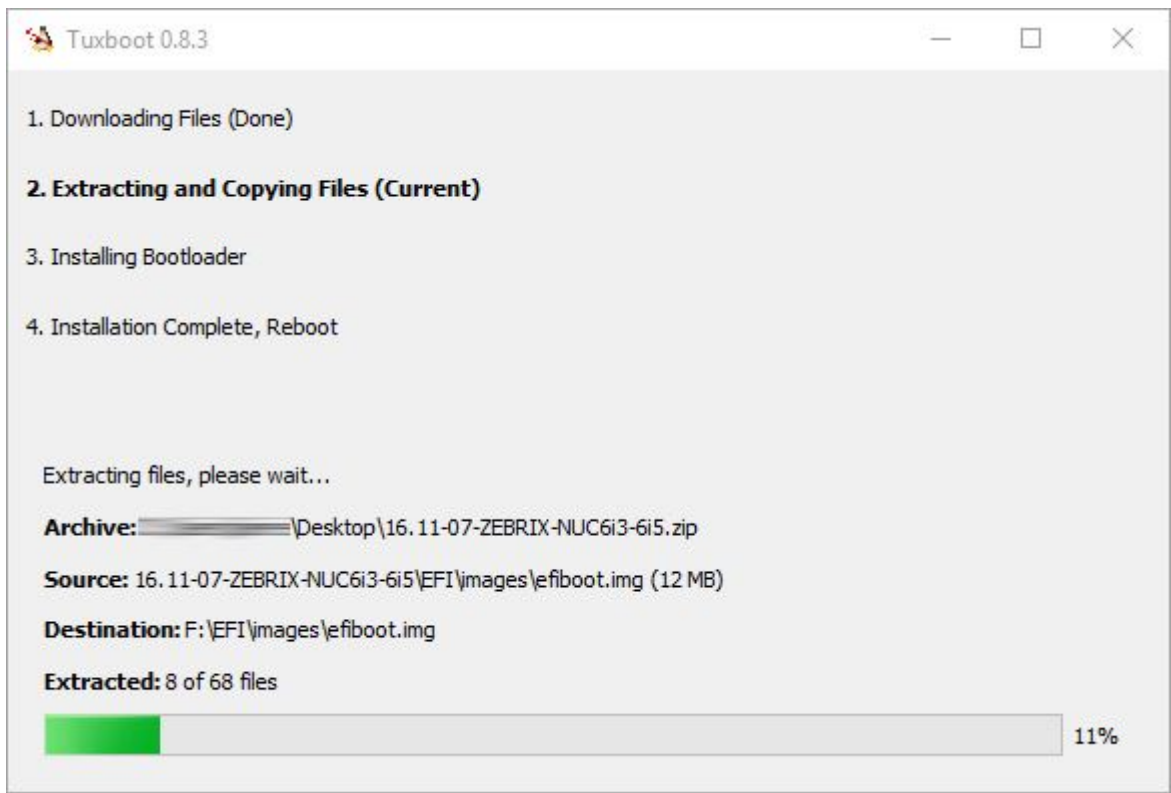 Tuxboot 0.8.3
1. Downloading Files (Done)
2. Extracting and Copying Files (Current)
3. Installing Bootloader
4. Installation Complete, Reboot
Extracting files, please wait...
Archive: \Desktop\16.11-07-ZEBRIX-NUC6i3-6i5.zip
Source: 16.11-07-ZEBRIX-NUC6i3-6i5\EFI\images\efiboot.img (12 MB)
Destination: F:\EFI\images\efiboot.img
Extracted: 8 of 68 files
11%